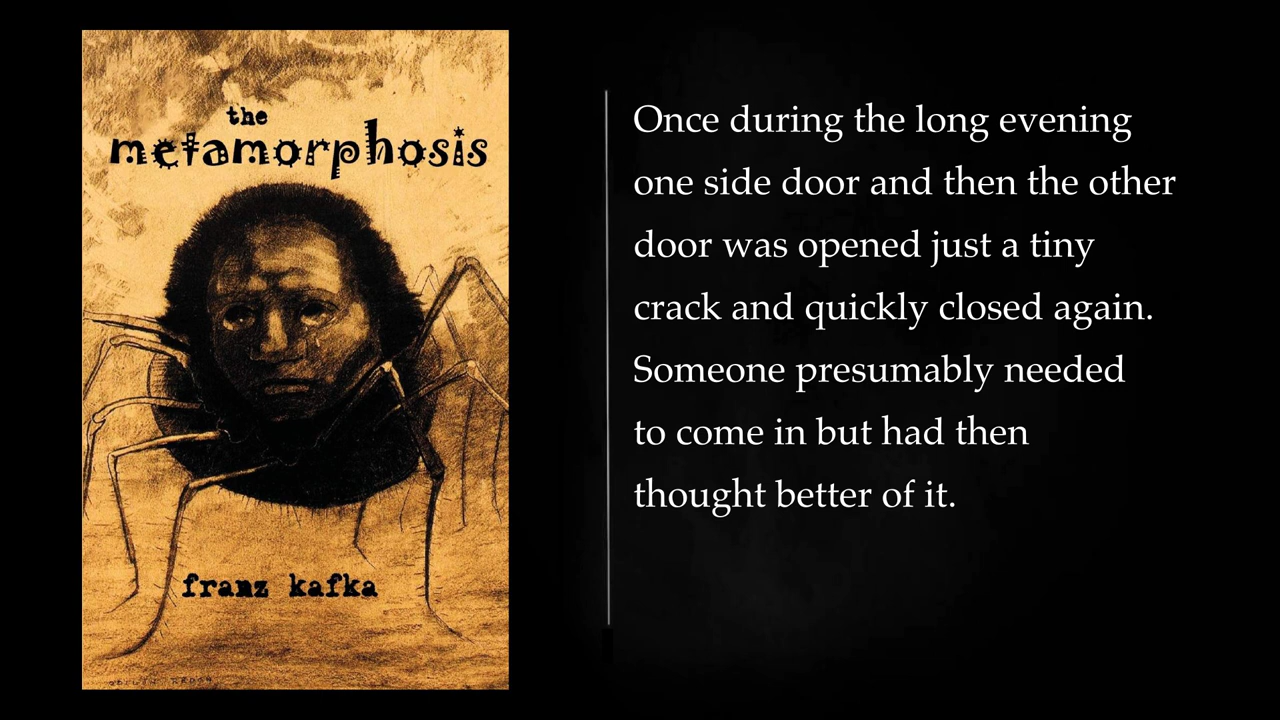 the
metamorphosis
franz kafka
Once during the long evening
one side door and then the other
door was opened just a tiny
crack and quickly closed again.
Someone presumably needed
to come in but had then
thought better of it.